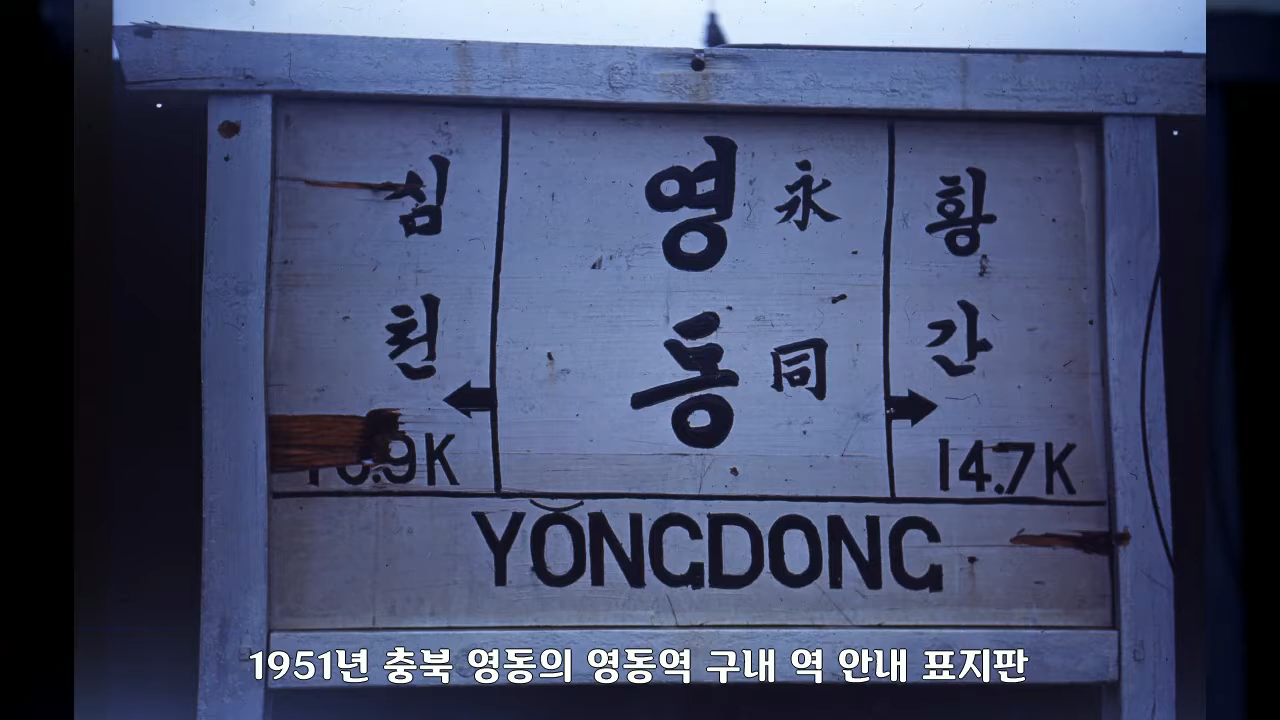 심천
영동
永同
황간
14.7K
YŎNGDONG
1951년 충북 영동의 영동역 구내 역 안내 표지판